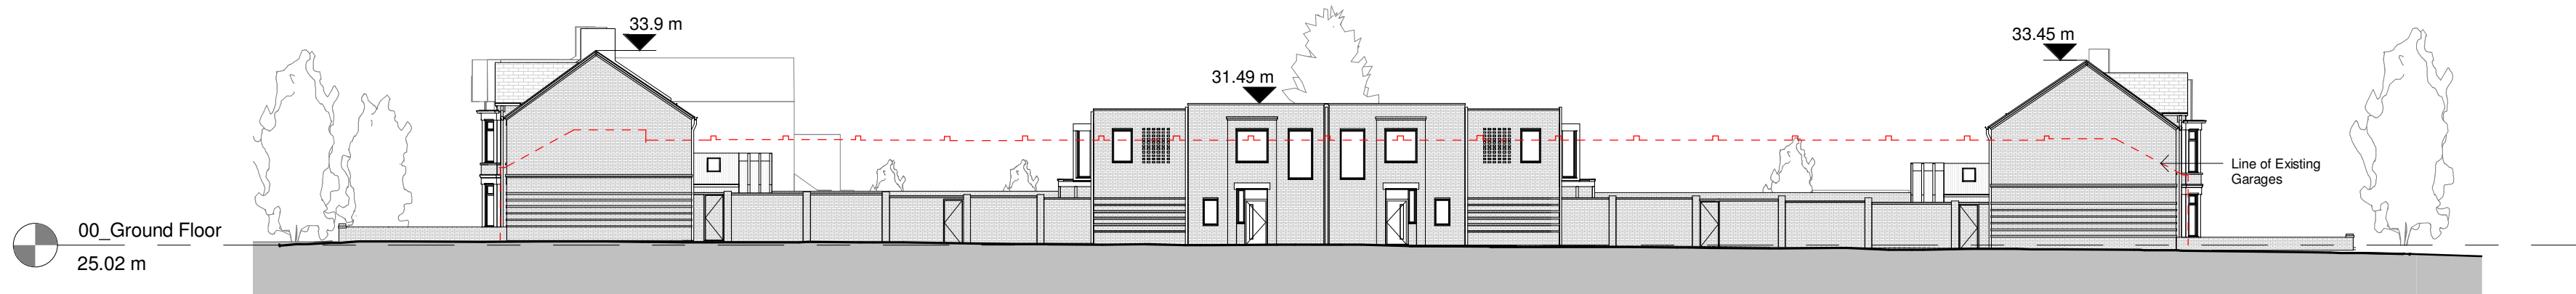 33.9 m
33.45 m
31.49 m
Line of Existing
Garages
00_Ground Floor
25.02 m